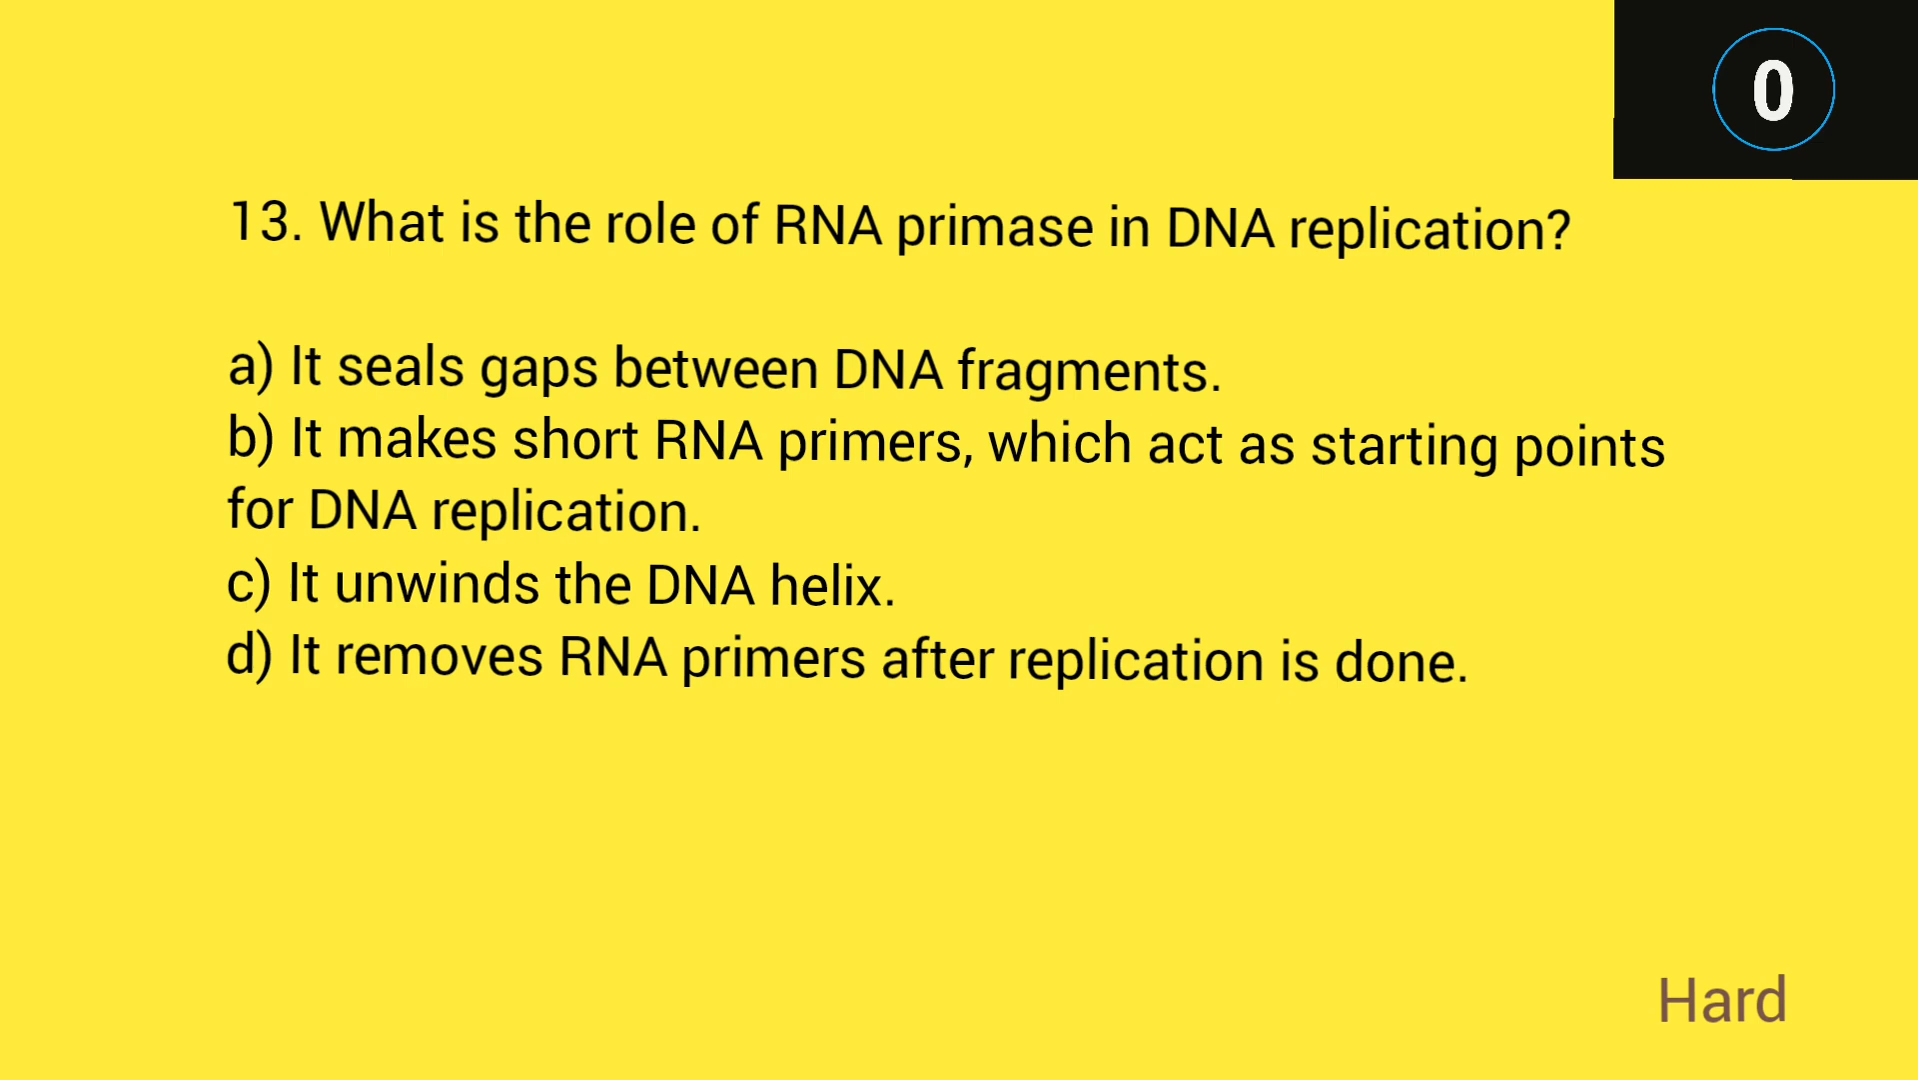 0
13. What is the role of RNA primase in DNA replication?
a) It seals gaps between DNA fragments.
b) It makes short RNA primers, which act as starting points
for DNA replication.
c) It unwinds the DNA helix.
d) It removes RNA primers after replication is done.
Hard